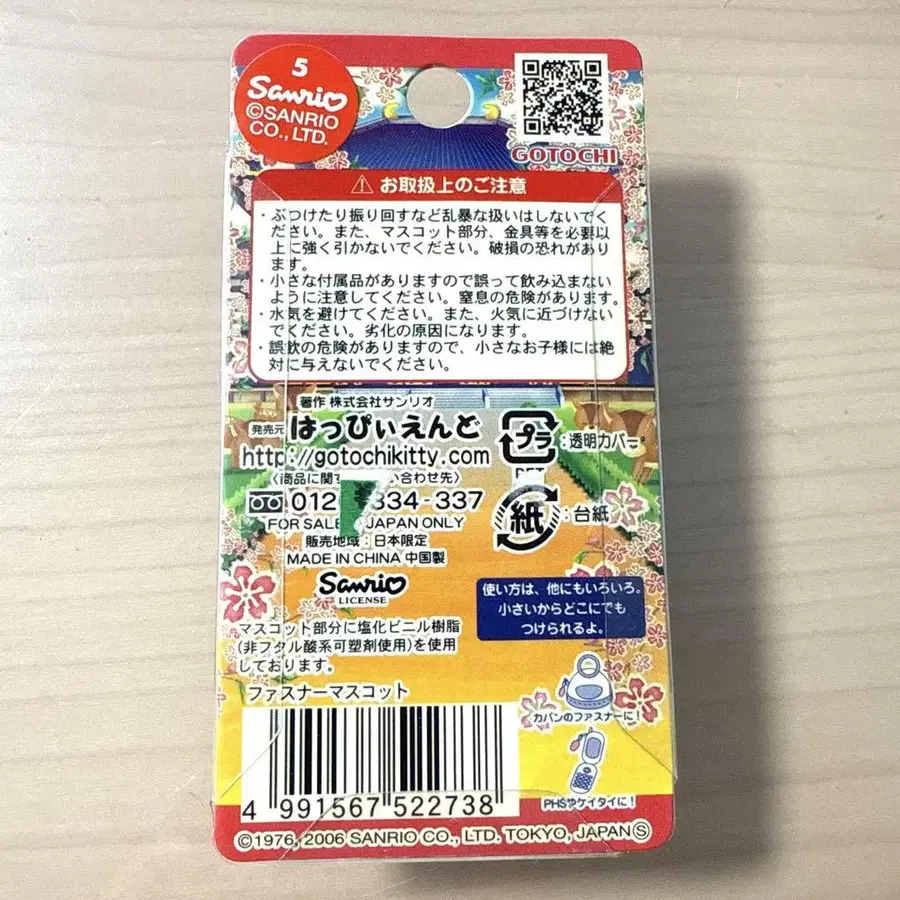 5
Sanrio
©SANRIO
CO., LTD.
GOTOCHI
⚠ お取扱上のご注意
・ぶつけたり振り回すなど乱暴な扱いはしないでく
ださい。また、マスコット部分、金具等を必要以
上に強く引かないでください。破損の恐れがあり
ます。
・小さな付属品がありますので誤って飲み込まない
ように注意してください。窒息の危険があります。
・水気を避けてください。また、火気に近づけない
でください。劣化の原因になります。
・誤飲の危険がありますので、小さなお子様には絶
対に与えないでください。
著作 株式会社サンリオ
発売元 はっぴぃえんど
http://gotochikitty.com
〈商品に関す い合わせ先〉
012 334-337
FOR SALE JAPAN ONLY
販売地域:日本限定
MADE IN CHINA 中国製
Sanrio
LICENSE
プラ :透明カバー
PET
紙 :台紙
使い方は、他にもいろいろ。
小さいからどこにでも
つけられるよ。
マスコット部分に塩化ビニル樹脂
(非フタル酸系可塑剤使用)を使用
しております。
ファスナーマスコット
カバンのファスナーに!
PHSやケイタイに!
4 991567 522738
©1976, 2006 SANRIO CO., LTD. TOKYO, JAPAN Ⓢ